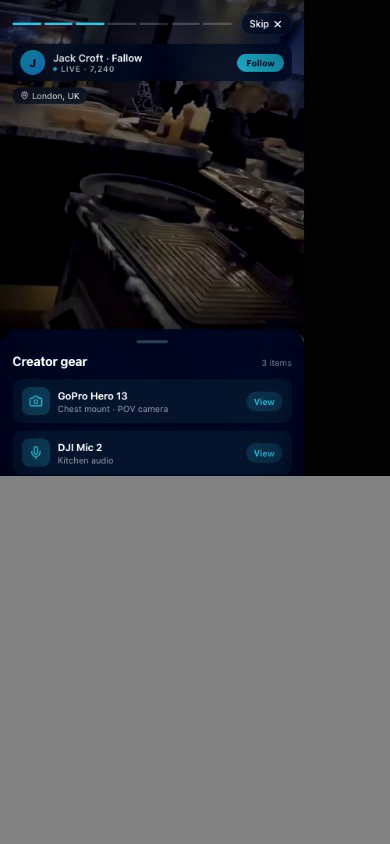 Skip ✕
J
Jack Croft · Fallow
• LIVE · 7,240
Follow
London, UK
Creator gear
3 items
GoPro Hero 13
Chest mount · POV camera
View
DJI Mic 2
Kitchen audio
View